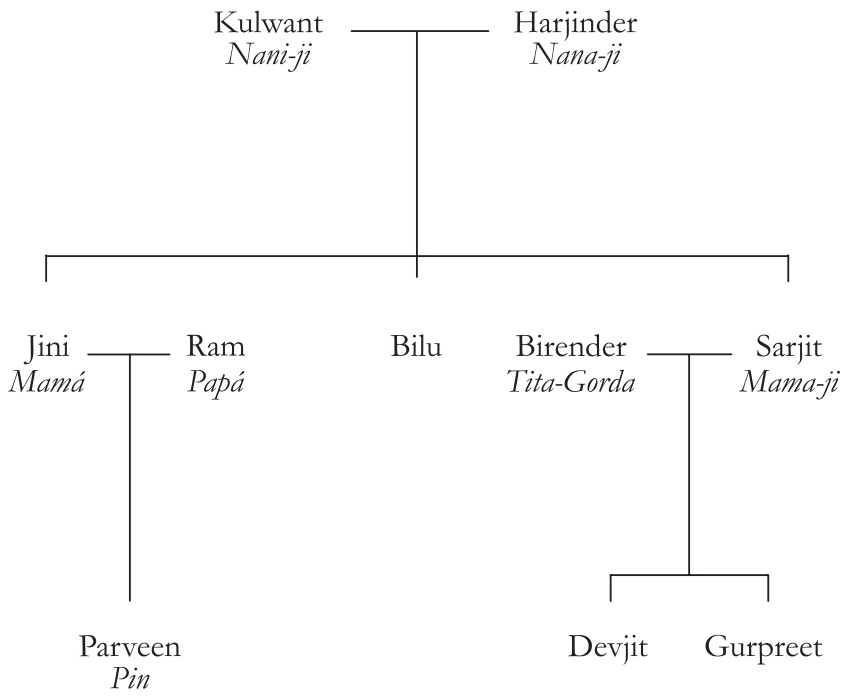 Kulwant Harjinder
Nani-ji Nana-ji
Jini Ram Bilu Birender Sarjit
Mamá Papá Tita-Gorda Mama-ji
Parveen Devjit Gurpreet
Pin